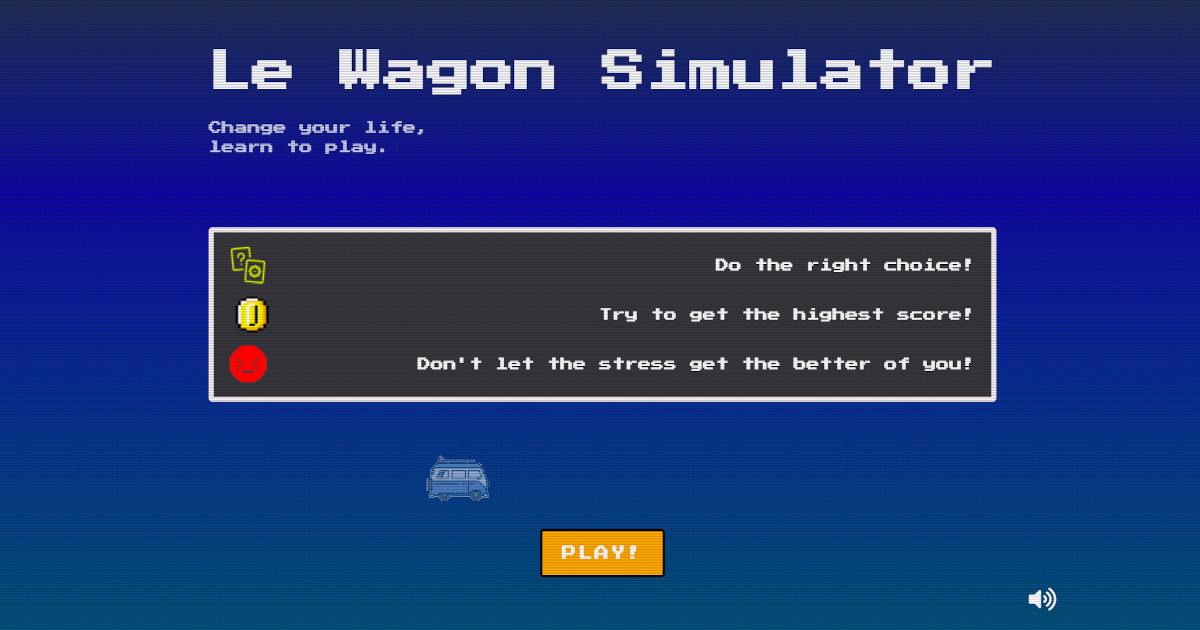 Le Wagon Simulator
Change your life,
learn to play.
Do the right choice!
Try to get the highest score!
Don't let the stress get the better of you!
PLAY!